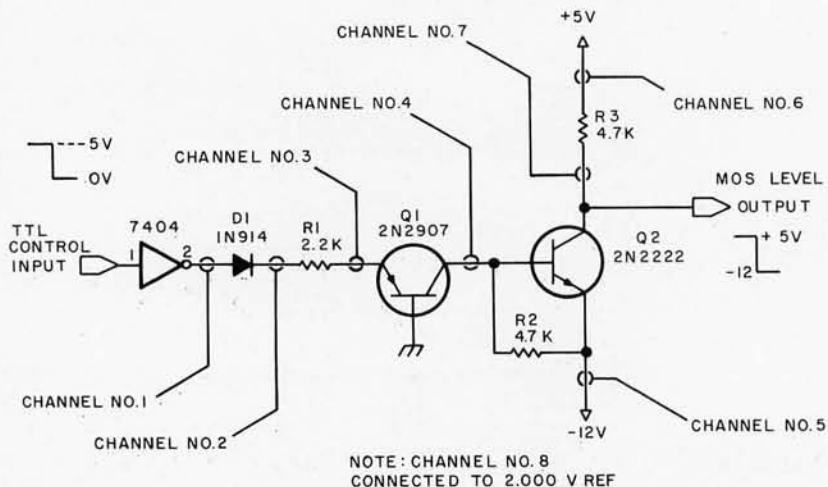 +5V
CHANNEL NO.7
CHANNEL NO.4
CHANNEL NO.6
R3
4.7K
5V
0V
CHANNEL NO.3
MOS LEVEL
OUTPUT
7404
D1
1N914
R1
2.2K
Q1
2N2907
Q2
2N2222
TTL
CONTROL
INPUT
1
2
+ 5V
-12
R2
4.7 K
CHANNEL NO.1
CHANNEL NO.2
-12V
CHANNEL NO.5
NOTE: CHANNEL NO. 8
CONNECTED TO 2.000 V REF